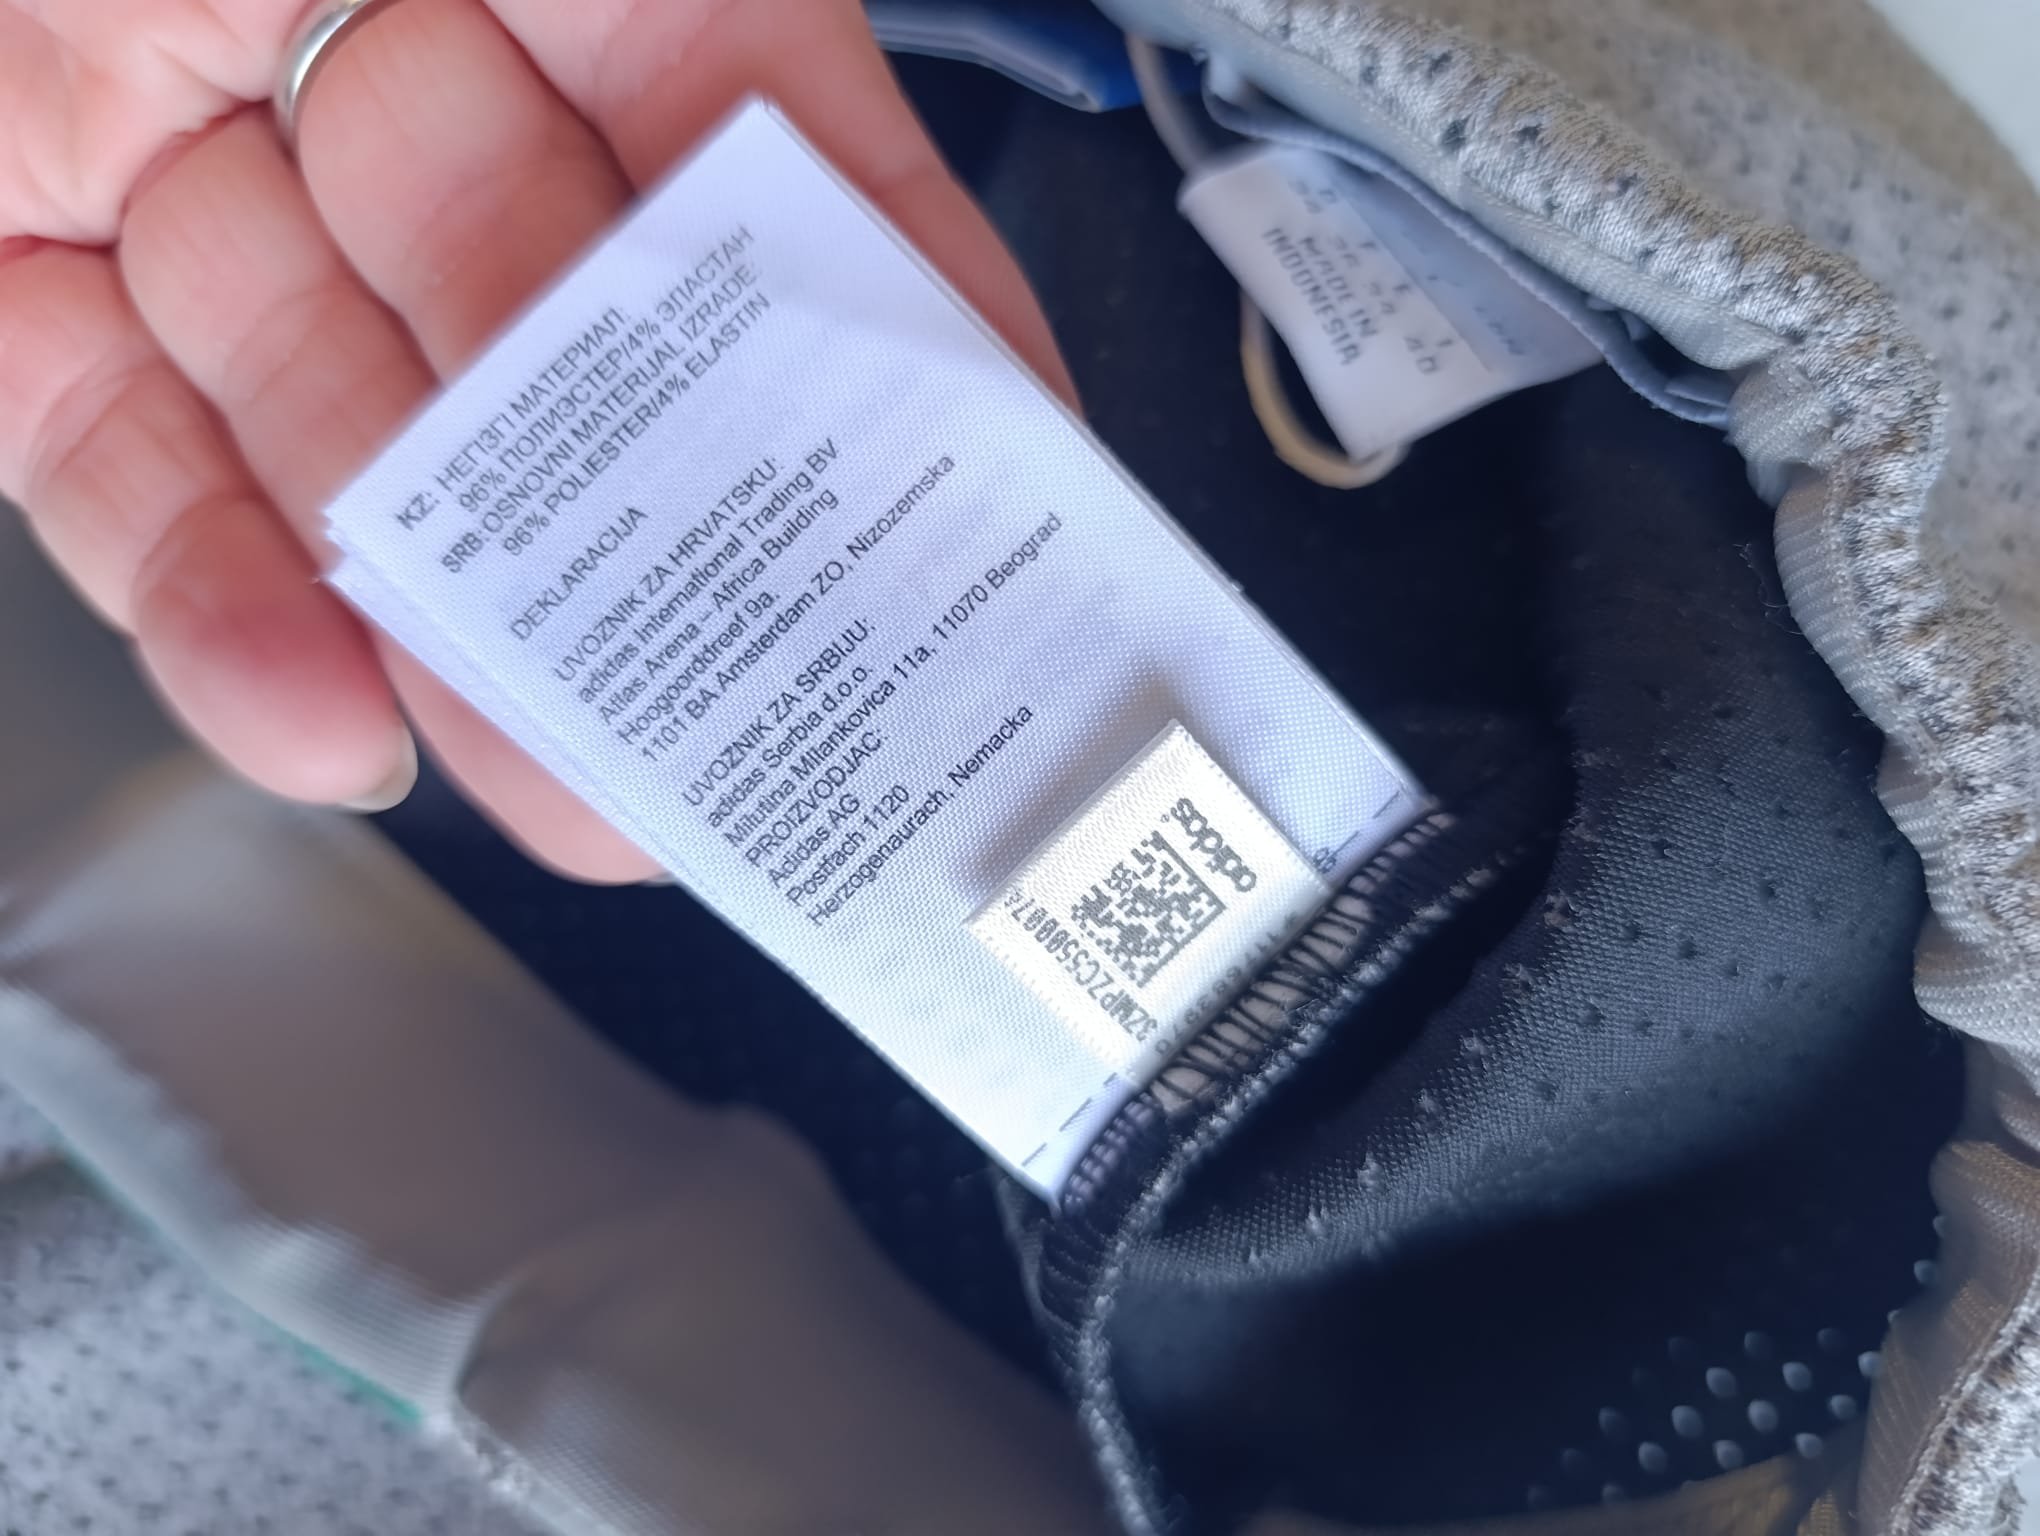 KZ: НЕГІЗГІ МАТЕРИАЛ:
96% ПОЛИЭСТЕР/4% ЭЛАСТАН
SRB: OSNOVNI MATERIJAL IZRADE:
96% POLIESTER/4% ELASTIN
DEKLARACIJA
UVOZNIK ZA HRVATSKU:
adidas International Trading BV
Atlas Arena – Africa Building
Hoogoorddreef 9a.
1101 BA Amsterdam ZO, Nizozemska
UVOZNIK ZA SRBIJU:
adidas Serbia d.o.o.
Milutina Milankovica 11a, 11070 Beograd
PROIZVODJAC:
Adidas AG
Postfach 1120
Herzogenaurach, Nemacka
adidas
MADE IN
INDONESIA